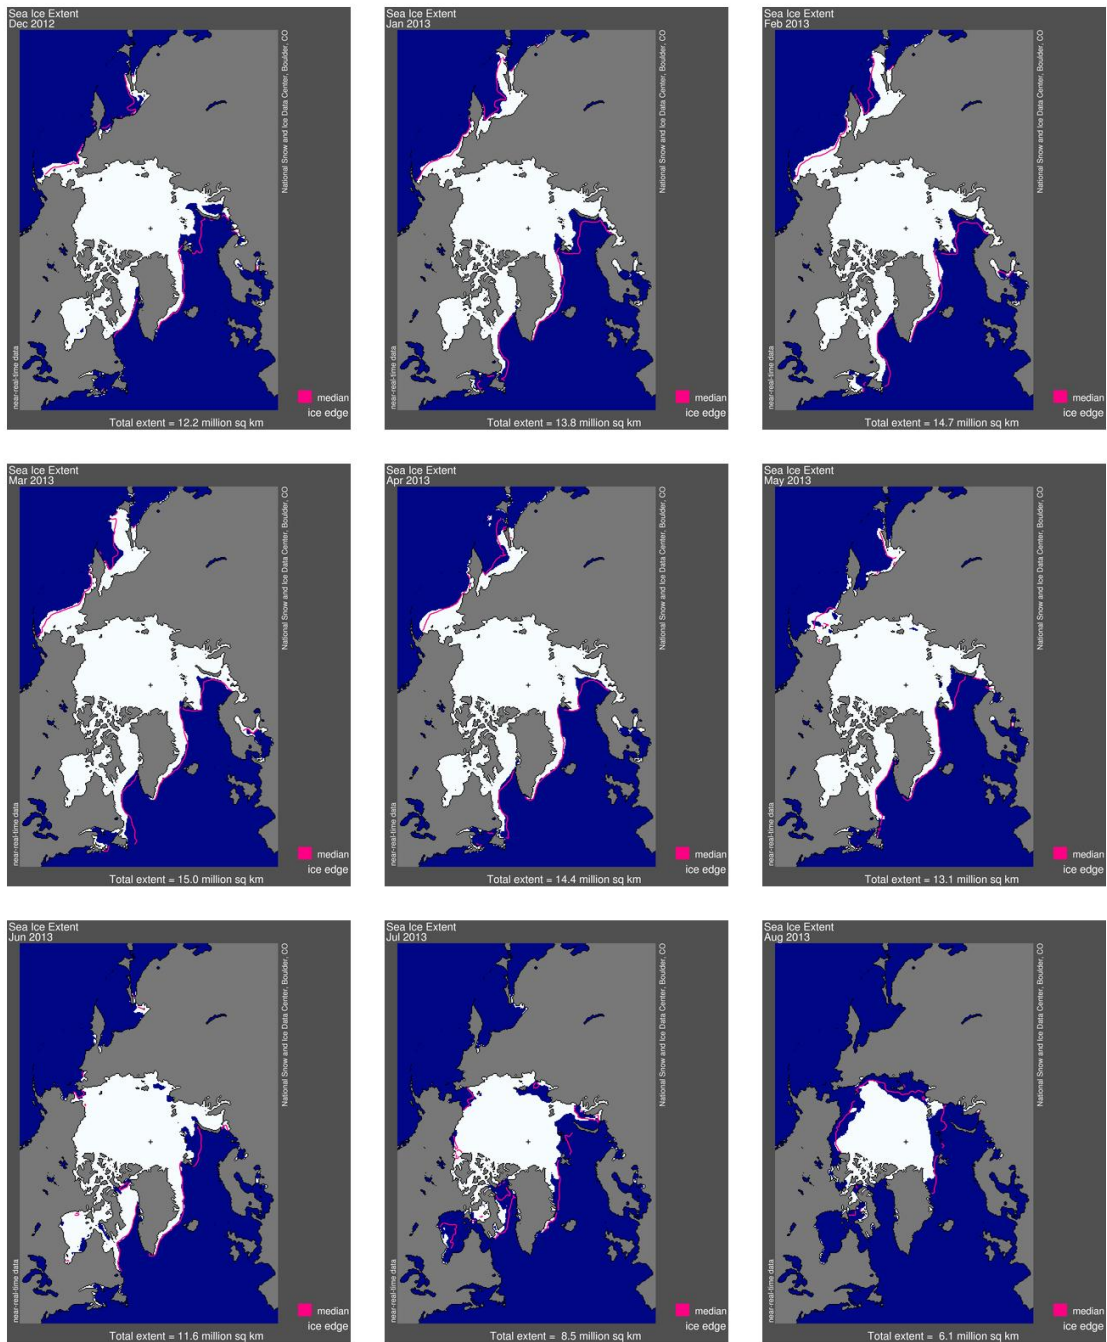 Sea Ice Extent
Dec 2012
National Snow and Ice Data Center, Boulder, CO
near-real-time data
median
ice edge
Total extent = 12.2 million sq km
Sea Ice Extent
Jan 2013
National Snow and Ice Data Center, Boulder, CO
near-real-time data
median
ice edge
Total extent = 13.8 million sq km
Sea Ice Extent
Feb 2013
National Snow and Ice Data Center, Boulder, CO
near-real-time data
median
ice edge
Total extent = 14.7 million sq km
Sea Ice Extent
Mar 2013
National Snow and Ice Data Center, Boulder, CO
near-real-time data
median
ice edge
Total extent = 15.0 million sq km
Sea Ice Extent
Apr 2013
National Snow and Ice Data Center, Boulder, CO
near-real-time data
median
ice edge
Total extent = 14.4 million sq km
Sea Ice Extent
May 2013
National Snow and Ice Data Center, Boulder, CO
near-real-time data
median
ice edge
Total extent = 13.1 million sq km
Sea Ice Extent
Jun 2013
National Snow and Ice Data Center, Boulder, CO
near-real-time data
median
ice edge
Total extent = 11.6 million sq km
Sea Ice Extent
Jul 2013
National Snow and Ice Data Center, Boulder, CO
near-real-time data
median
ice edge
Total extent = 8.5 million sq km
Sea Ice Extent
Aug 2013
National Snow and Ice Data Center, Boulder, CO
near-real-time data
median
ice edge
Total extent = 6.1 million sq km